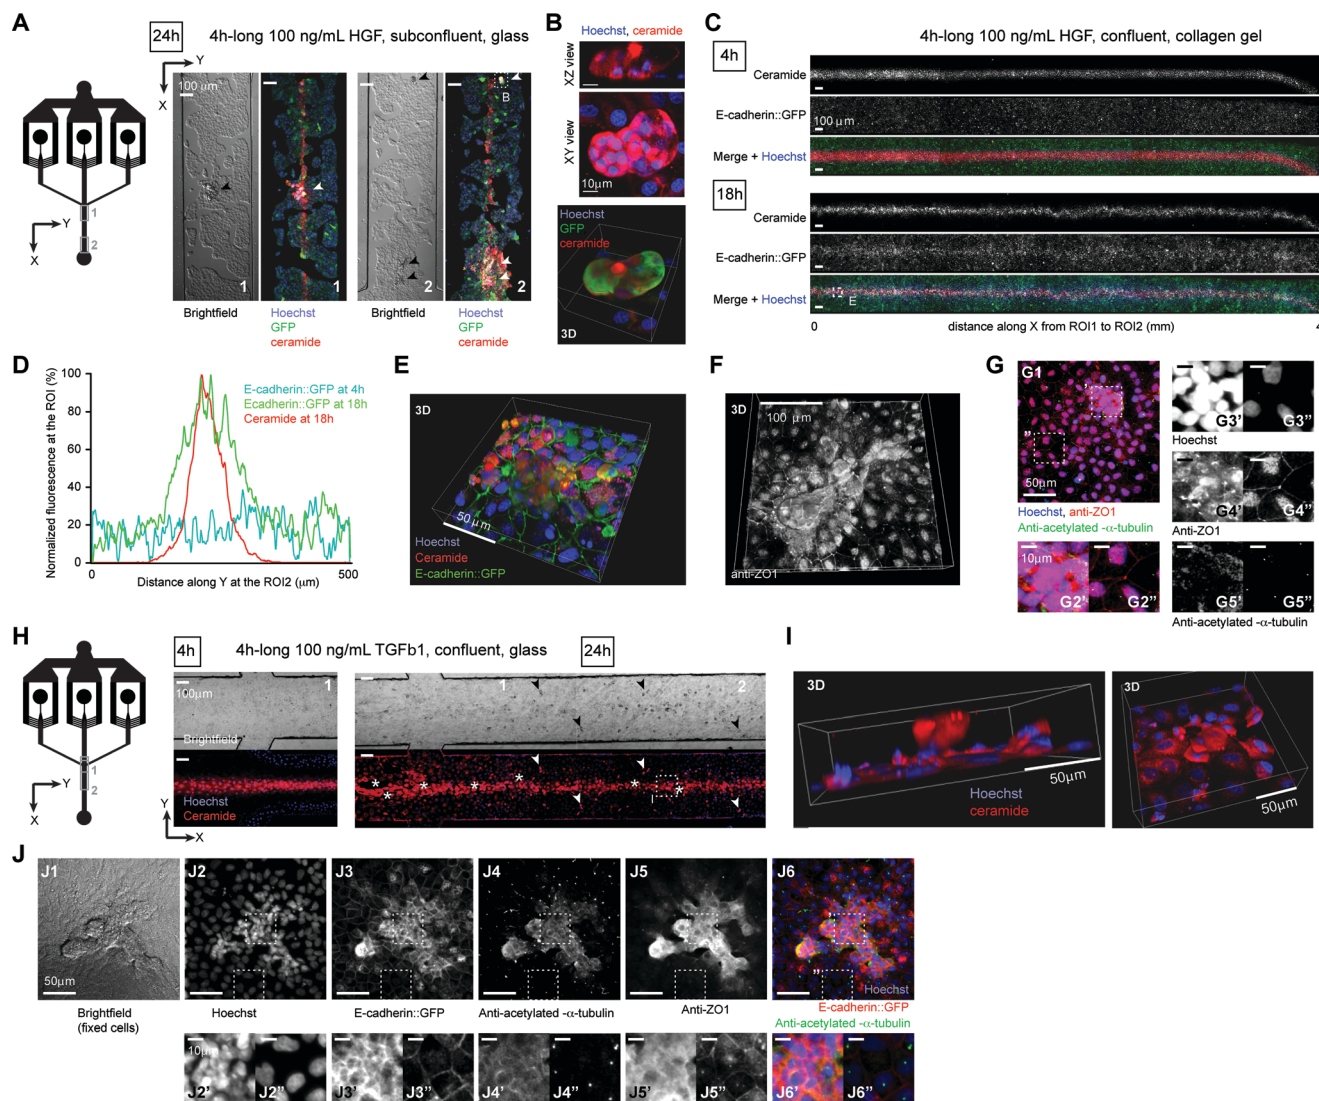 A
24h
4h-long 100 ng/mL HGF, subconfluent, glass
Y
X
100 µm
B
1
1
2
2
Y
X
1
2
Brightfield
Hoechst
GFP
ceramide
Brightfield
Hoechst
GFP
ceramide
B
Hoechst, ceramide
XZ view
XY view
10µm
Hoechst
GFP
ceramide
3D
C
4h-long 100 ng/mL HGF, confluent, collagen gel
4h
Ceramide
E-cadherin::GFP
100 µm
Merge + Hoechst
18h
Ceramide
E-cadherin::GFP
Merge + Hoechst
E
0
distance along X from ROI1 to ROI2 (mm)
4
D
Normalized fluorescence at the ROI (%)
100
80
60
40
20
0
E-cadherin::GFP at 4h
Ecadherin::GFP at 18h
Ceramide at 18h
0
500
Distance along Y at the ROI2 (µm)
E
3D
50 µm
Hoechst
Ceramide
E-cadherin::GFP
F
3D
100 µm
anti-ZO1
G
G1
'
''
50µm
Hoechst, anti-ZO1
Anti-acetylated -α-tubulin
10µm
G2'
G2''
G3'
G3''
Hoechst
G4'
G4''
Anti-ZO1
G5'
G5''
Anti-acetylated -α-tubulin
H
4h
4h-long 100 ng/mL TGFb1, confluent, glass
24h
1
2
Y
X
100µm
1
Brightfield
Hoechst
Ceramide
Y
X
1
2
* * * * * * * *
I
I
3D
50µm
Hoechst
ceramide
3D
50µm
J
J1
50µm
Brightfield
(fixed cells)
J2
Hoechst
J3
E-cadherin::GFP
J4
Anti-acetylated -α-tubulin
J5
Anti-ZO1
J6
'
''
Hoechst
E-cadherin::GFP
Anti-acetylated -α-tubulin
10µm
J2'
J2''
J3'
J3''
J4'
J4''
J5'
J5''
J6'
J6''